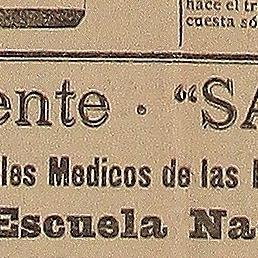 hace el tr
cuesta só
ente · “SA
les Medicos de las
Escuela Na